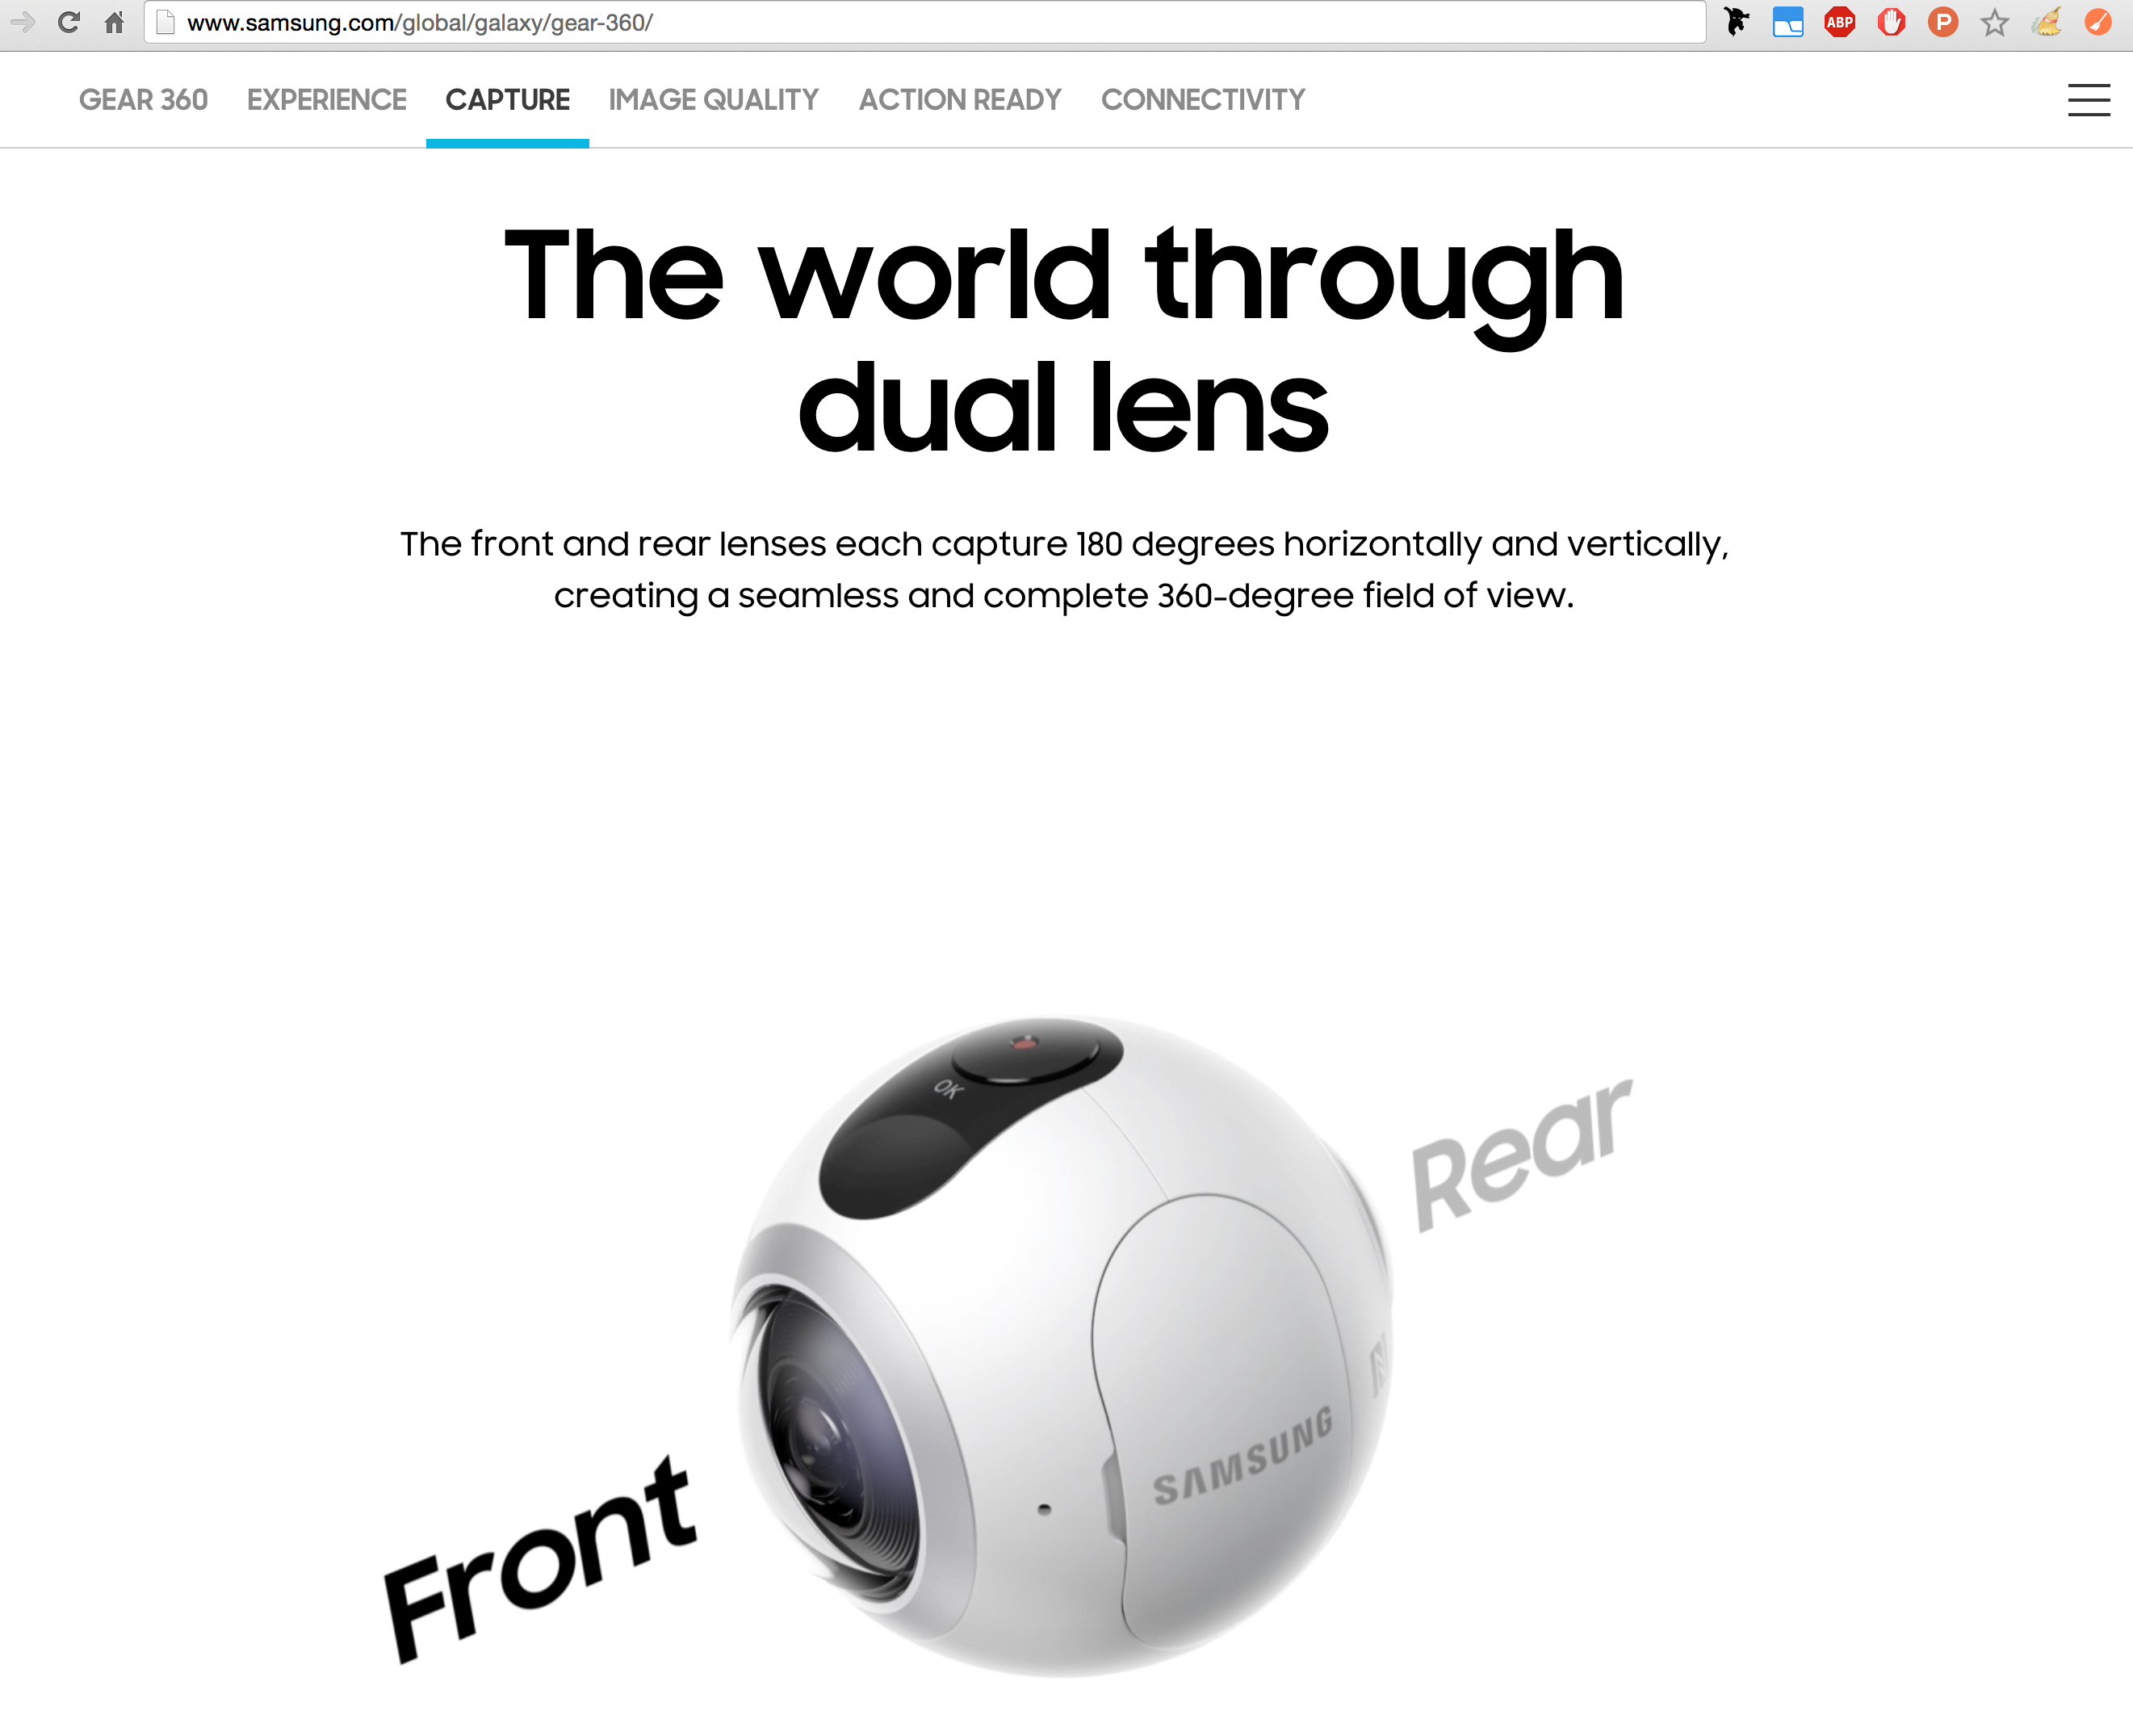 www.samsung.com/global/galaxy/gear-360/
ABP
P
GEAR 360 EXPERIENCE CAPTURE IMAGE QUALITY ACTION READY CONNECTIVITY
The world through
dual lens
The front and rear lenses each capture 180 degrees horizontally and vertically,
creating a seamless and complete 360-degree field of view.
OK
Rear
SAMSUNG
Front